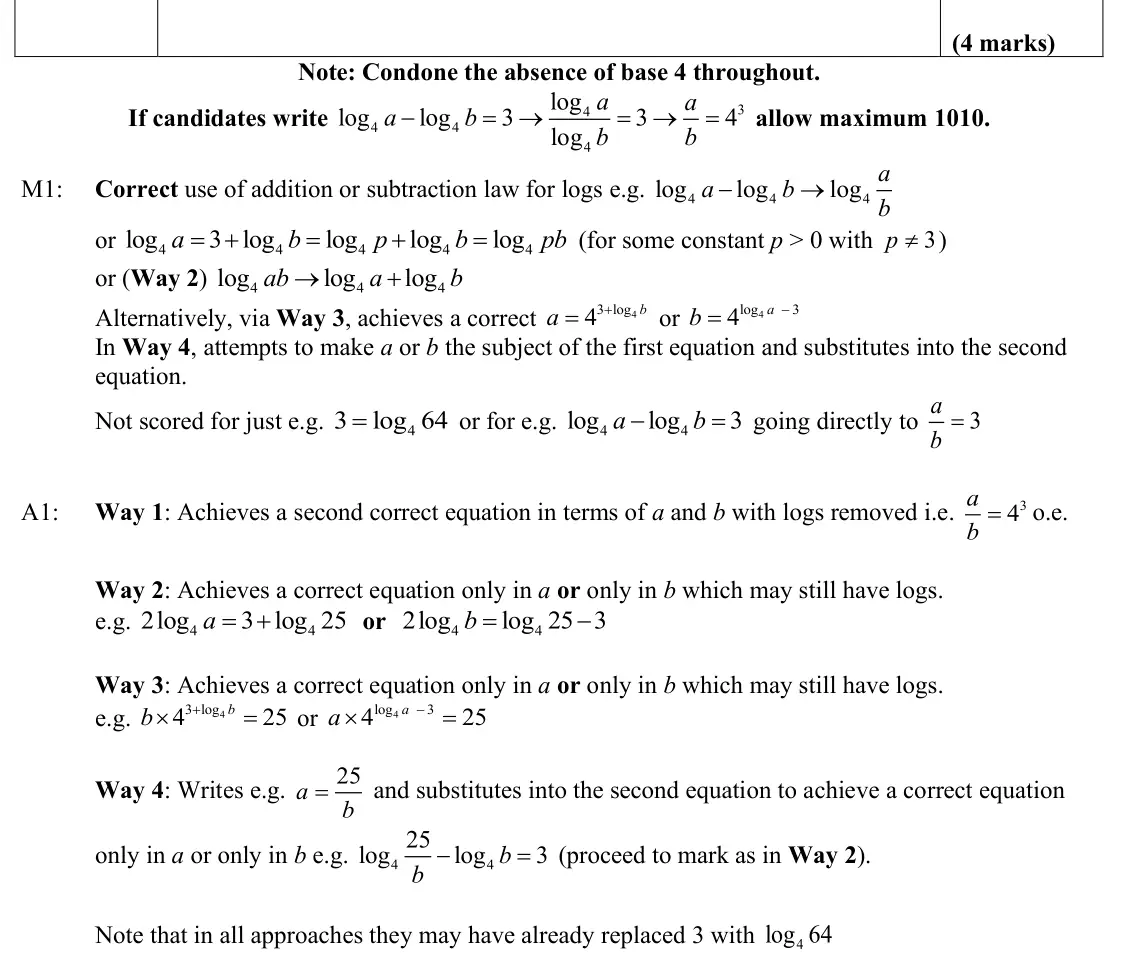 (4 marks)
Note: Condone the absence of base 4 throughout.
If candidates write log₄ a − log₄ b = 3 → log₄ a / log₄ b = 3 → a/b = 4³ allow maximum 1010.
M1: Correct use of addition or subtraction law for logs e.g. log₄ a − log₄ b → log₄ a/b
or log₄ a = 3 + log₄ b = log₄ p + log₄ b = log₄ pb (for some constant p > 0 with p ≠ 3)
or (Way 2) log₄ ab → log₄ a + log₄ b
Alternatively, via Way 3, achieves a correct a = 4^(3+log₄ b) or b = 4^(log₄ a − 3)
In Way 4, attempts to make a or b the subject of the first equation and substitutes into the second
equation.
Not scored for just e.g. 3 = log₄ 64 or for e.g. log₄ a − log₄ b = 3 going directly to a/b = 3
A1: Way 1: Achieves a second correct equation in terms of a and b with logs removed i.e. a/b = 4³ o.e.
Way 2: Achieves a correct equation only in a or only in b which may still have logs.
e.g. 2log₄ a = 3 + log₄ 25 or 2log₄ b = log₄ 25 − 3
Way 3: Achieves a correct equation only in a or only in b which may still have logs.
e.g. b × 4^(3+log₄ b) = 25 or a × 4^(log₄ a − 3) = 25
Way 4: Writes e.g. a = 25/b and substitutes into the second equation to achieve a correct equation
only in a or only in b e.g. log₄ 25/b − log₄ b = 3 (proceed to mark as in Way 2).
Note that in all approaches they may have already replaced 3 with log₄ 64